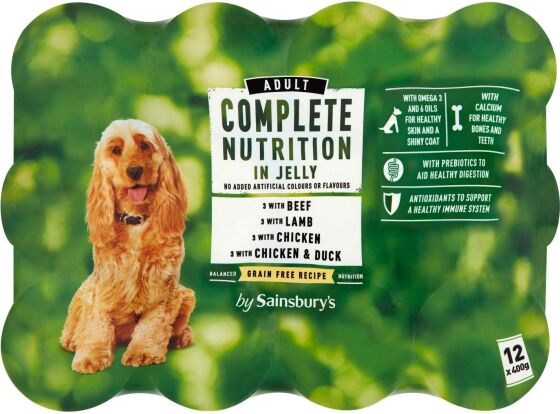 ADULT
COMPLETE
NUTRITION
IN JELLY
NO ADDED ARTIFICIAL COLOURS OR FLAVOURS
3 WITH BEEF
3 WITH LAMB
3 WITH CHICKEN
3 WITH CHICKEN & DUCK
BALANCED GRAIN FREE RECIPE NUTRITION
by Sainsbury's
WITH OMEGA 3
AND 6 OILS
FOR HEALTHY
SKIN AND A
SHINY COAT
WITH
CALCIUM
FOR HEALTHY
BONES AND
TEETH
WITH PREBIOTICS TO
AID HEALTHY DIGESTION
ANTIOXIDANTS TO SUPPORT
A HEALTHY IMMUNE SYSTEM
12
x 400g